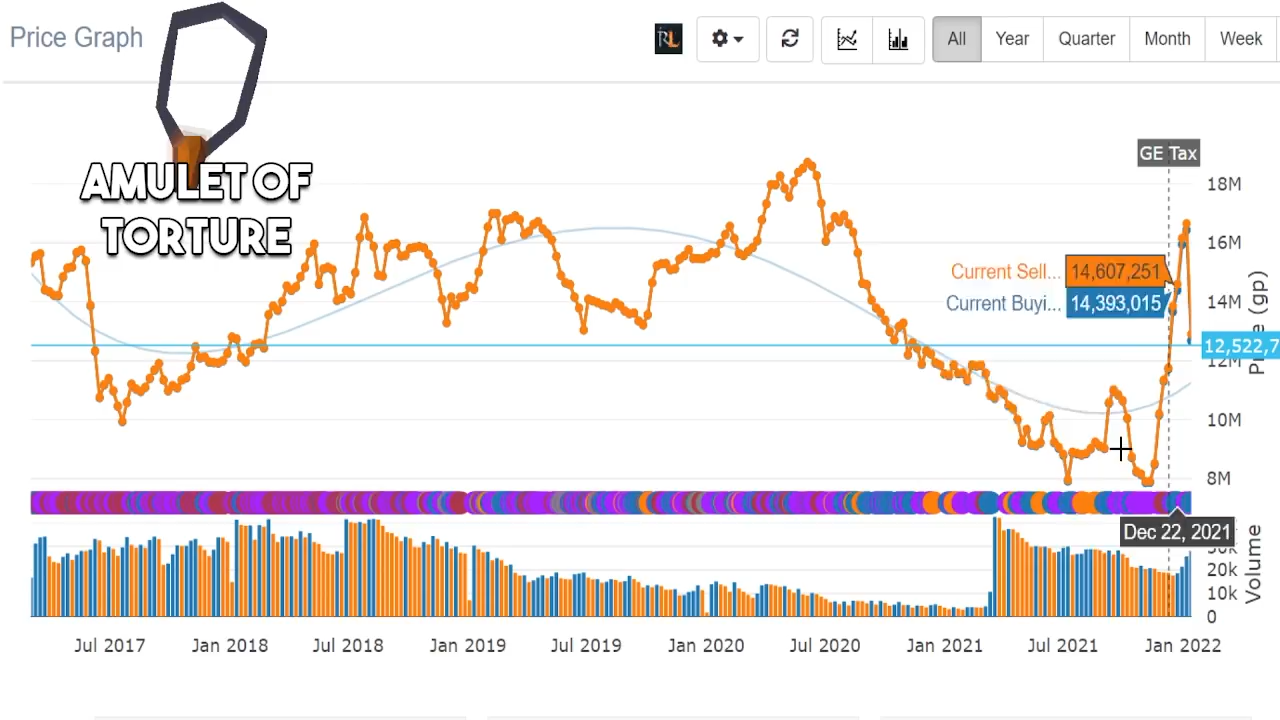 Price Graph
RL
All
Year
Quarter
Month
Week
AMULET OF
TORTURE
GE Tax
18M
16M
Current Sell... 14,607,251
Current Buyi... 14,393,015
14M
12,522,7
12M
10M
8M
Price (gp)
Dec 22, 2021
20k
10k
0
Volume
Jul 2017
Jan 2018
Jul 2018
Jan 2019
Jul 2019
Jan 2020
Jul 2020
Jan 2021
Jul 2021
Jan 2022